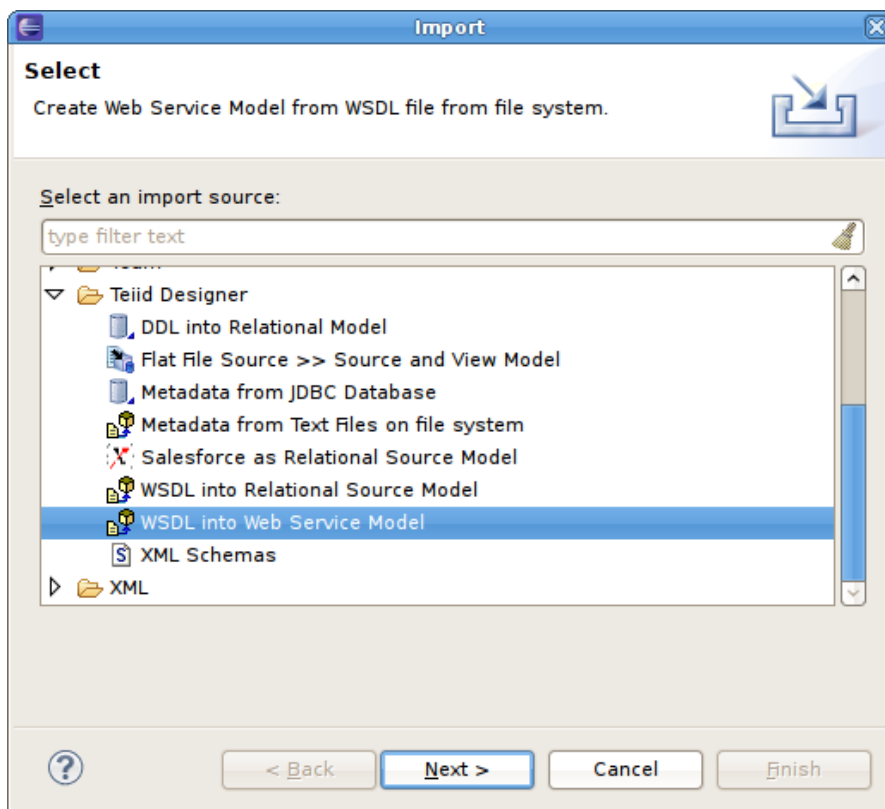 Import
Select
Create Web Service Model from WSDL file from file system.
Select an import source:
type filter text
Teiid Designer
DDL into Relational Model
Flat File Source >> Source and View Model
Metadata from JDBC Database
Metadata from Text Files on file system
Salesforce as Relational Source Model
WSDL into Relational Source Model
WSDL into Web Service Model
XML Schemas
XML
< Back Next > Cancel Finish